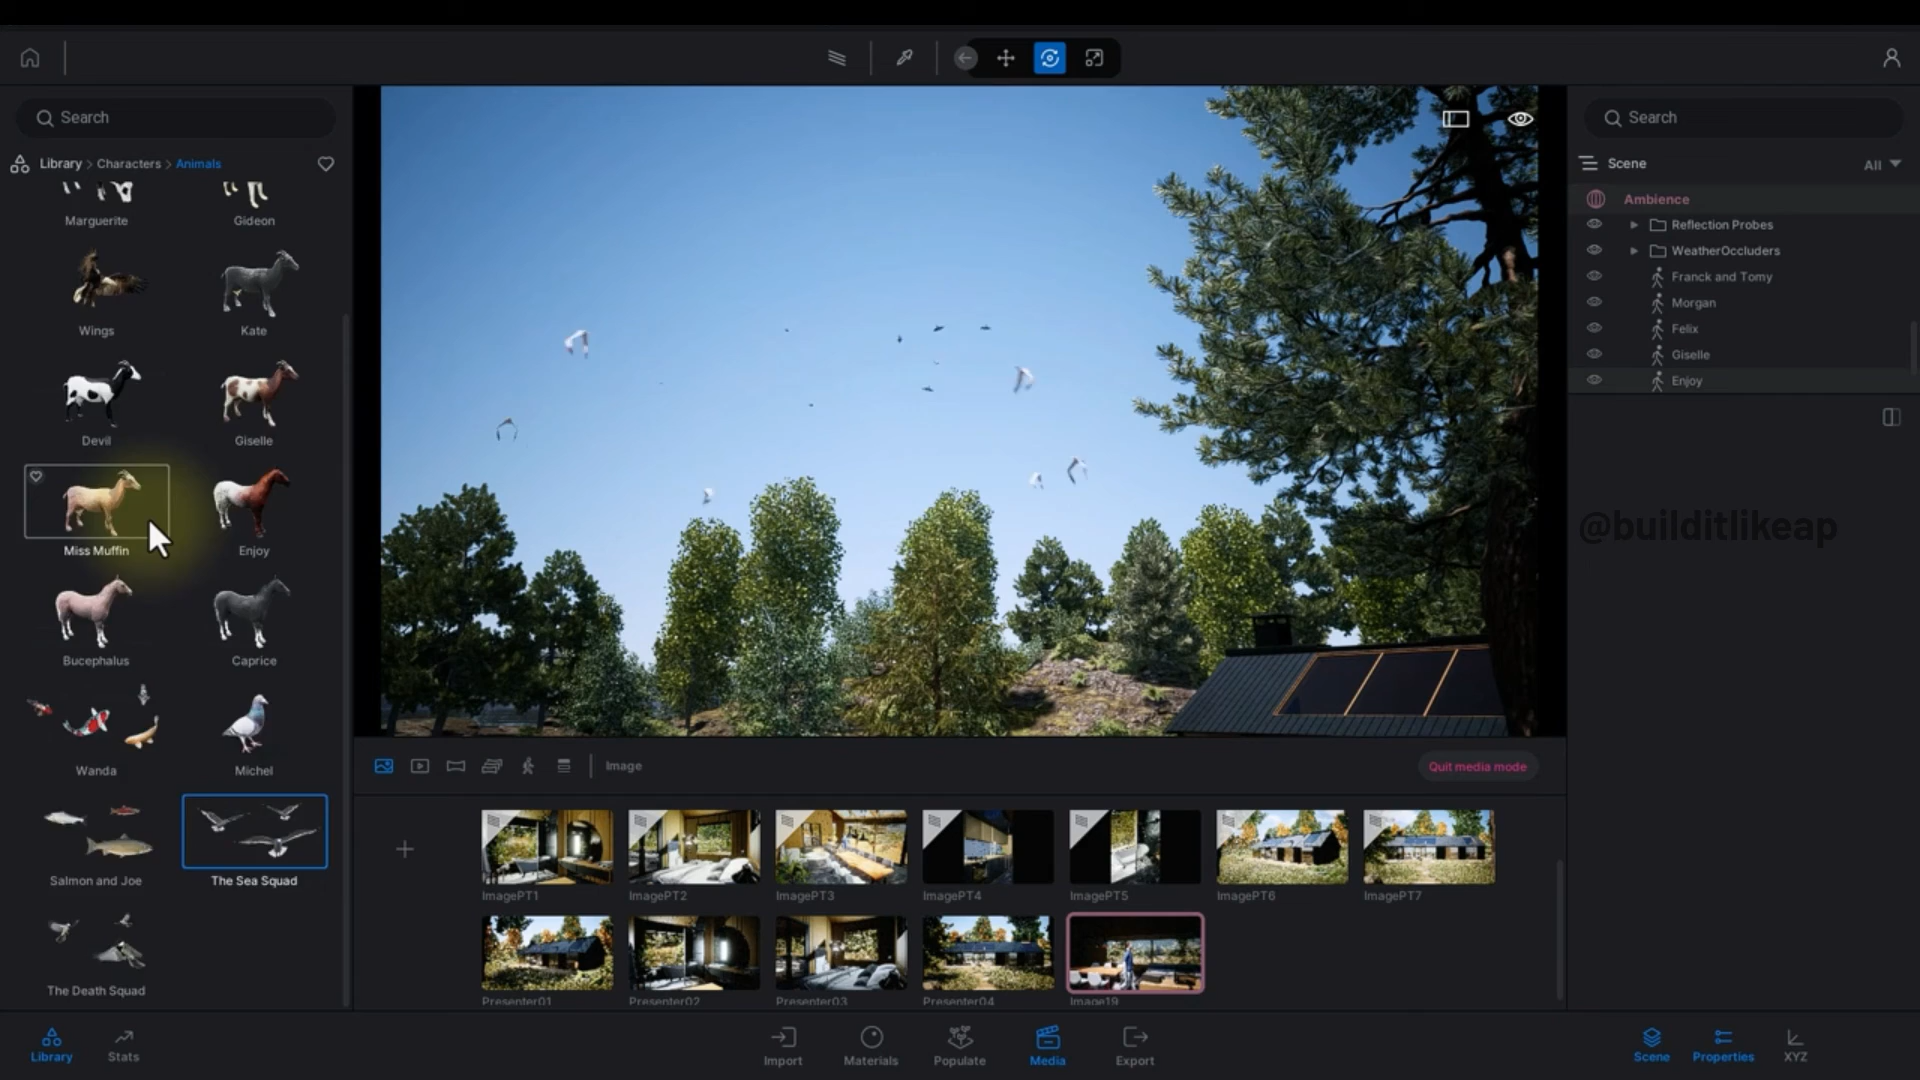 Search
Library > Characters > Animals
Marguerite
Gideon
Wings
Kate
Devil
Giselle
Miss Muffin
Enjoy
Bucephalus
Caprice
Wanda
Michel
Salmon and Joe
The Sea Squad
The Death Squad
Image
Quit media mode
ImagePT1
ImagePT2
ImagePT3
ImagePT4
ImagePT5
ImagePT6
ImagePT7
Presenter01
Presenter02
Presenter03
Presenter04
Image19
Search
Scene
All
Ambience
Reflection Probes
WeatherOccluders
Franck and Tomy
Morgan
Felix
Giselle
Enjoy
@builditlikeap
Library
Stats
Import
Materials
Populate
Media
Export
Scene
Properties
XYZ